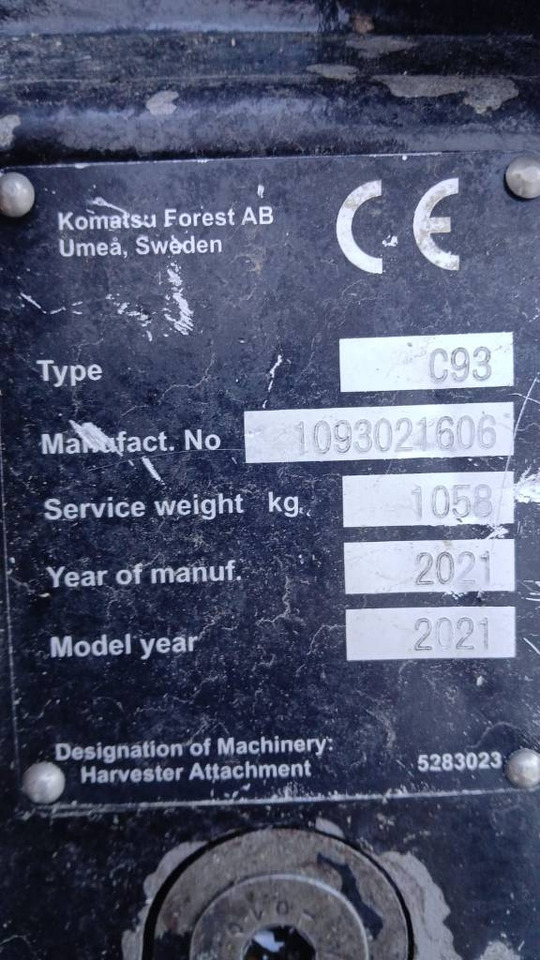 Komatsu Forest AB
Umeå, Sweden
CE
Type C93
Manufact. No 1093021606
Service weight kg. 1058
Year of manuf. 2021
Model year 2021
Designation of Machinery:
Harvester Attachment 5283023